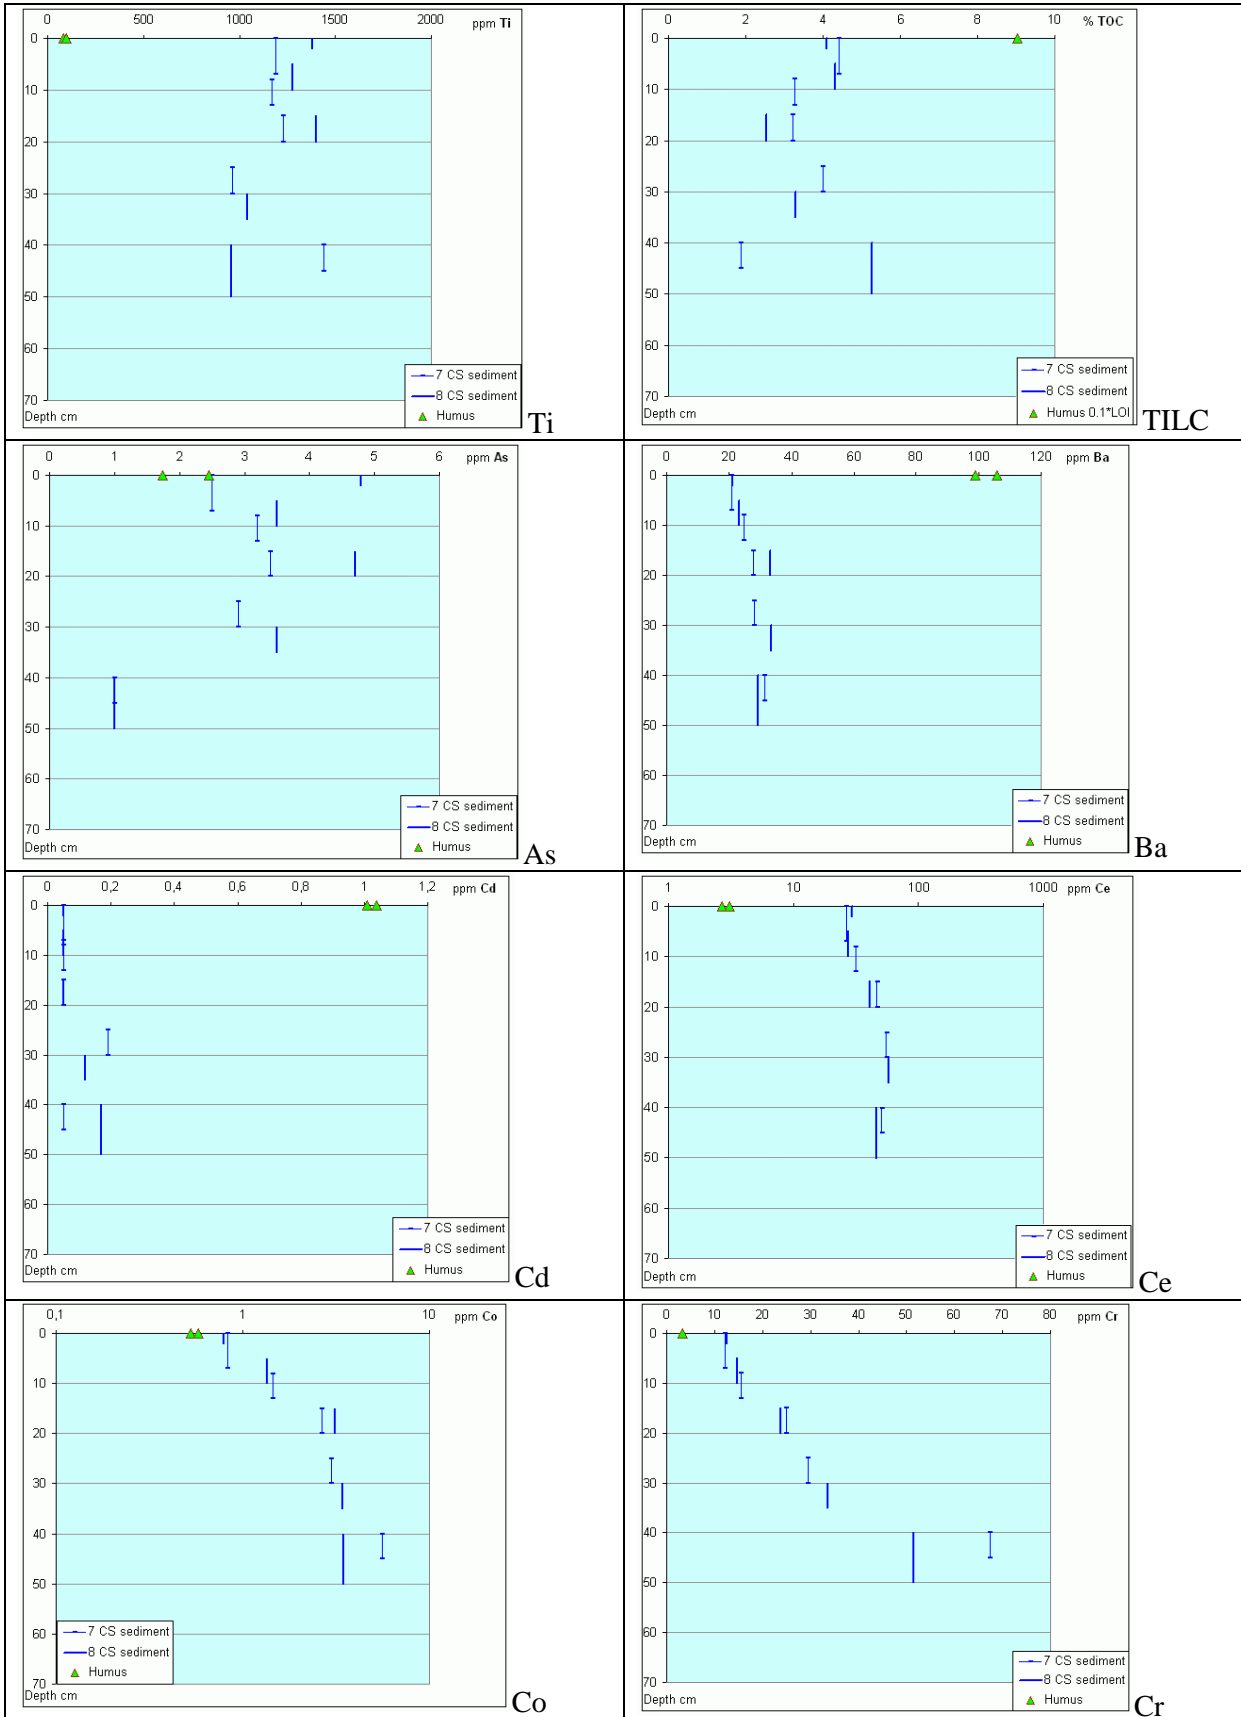 0 500 1000 1500 2000 ppm Ti
0
10
20
30
40
50
60
70
Depth cm
7 CS sediment
8 CS sediment
Humus
Ti
0 2 4 6 8 10 % TOC
0
10
20
30
40
50
60
70
Depth cm
7 CS sediment
8 CS sediment
Humus 0.1*LOI
TILC
0 1 2 3 4 5 6 ppm As
0
10
20
30
40
50
60
70
Depth cm
7 CS sediment
8 CS sediment
Humus
As
0 20 40 60 80 100 120 ppm Ba
0
10
20
30
40
50
60
70
Depth cm
7 CS sediment
8 CS sediment
Humus
Ba
0 0,2 0,4 0,6 0,8 1 1,2 ppm Cd
0
10
20
30
40
50
60
70
Depth cm
7 CS sediment
8 CS sediment
Humus
Cd
1 10 100 1000 ppm Ce
0
10
20
30
40
50
60
70
Depth cm
7 CS sediment
8 CS sediment
Humus
Ce
0,1 1 10 ppm Co
0
10
20
30
40
50
60
70
Depth cm
7 CS sediment
8 CS sediment
Humus
Co
0 10 20 30 40 50 60 70 80 ppm Cr
0
10
20
30
40
50
60
70
Depth cm
7 CS sediment
8 CS sediment
Humus
Cr